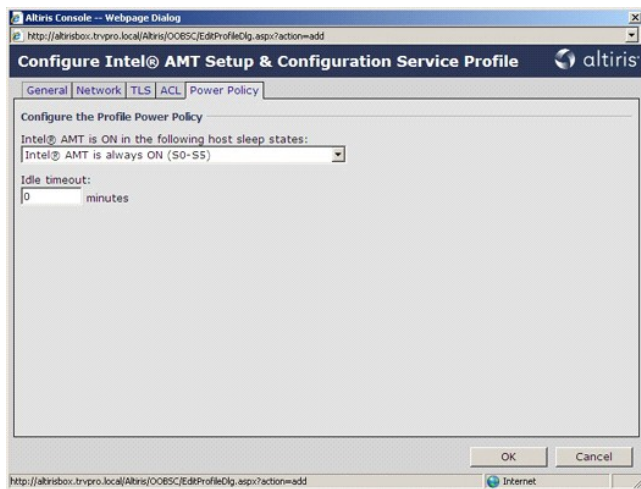 Altiris Console -- Webpage Dialog
http://altirisbox.trvpro.local/Altiris/OOBSC/EditProfileDlg.aspx?action=add
Configure Intel® AMT Setup & Configuration Service Profile altiris
General Network TLS ACL Power Policy
Configure the Profile Power Policy
Intel® AMT is ON in the following host sleep states:
Intel® AMT is always ON (S0-S5)
Idle timeout:
0 minutes
OK Cancel
http://altirisbox.trvpro.local/Altiris/OOBSC/EditProfileDlg.aspx?action=add Internet